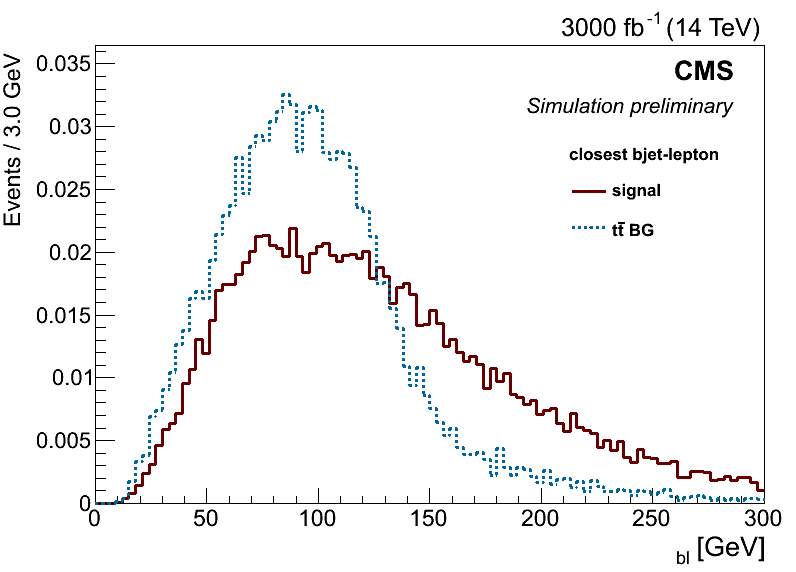 3000 fb⁻¹ (14 TeV)
CMS
Simulation preliminary
closest bjet-lepton
signal
tt̄ BG
Events / 3.0 GeV
0.035
0.03
0.025
0.02
0.015
0.01
0.005
0
0 50 100 150 200 250 300
bl [GeV]